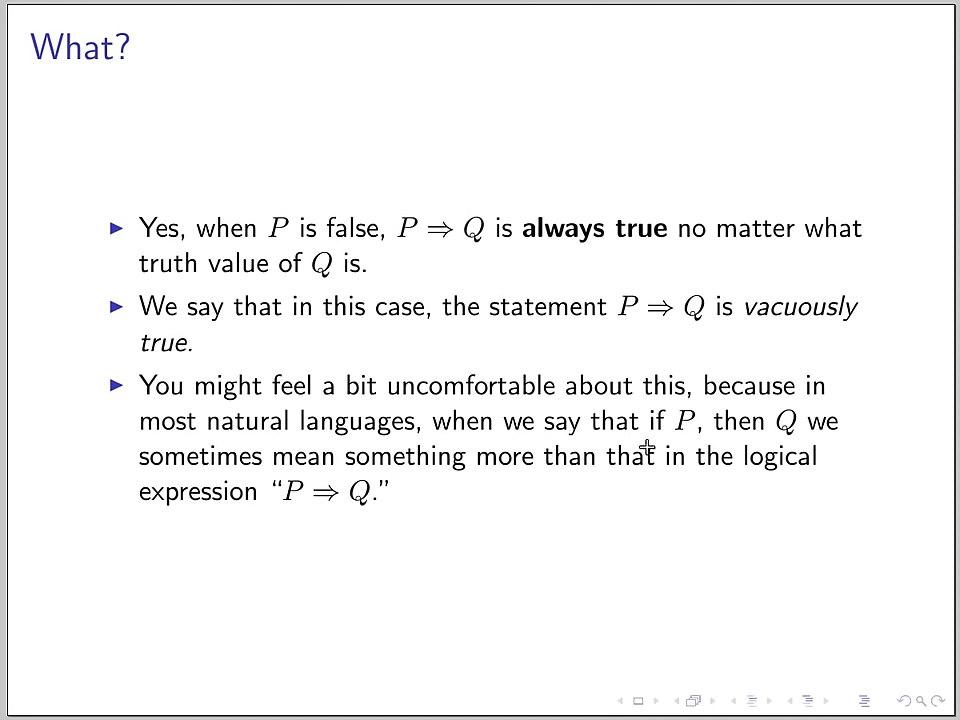 What?
▶ Yes, when P is false, P ⇒ Q is always true no matter what
truth value of Q is.
▶ We say that in this case, the statement P ⇒ Q is vacuously
true.
▶ You might feel a bit uncomfortable about this, because in
most natural languages, when we say that if P, then Q we
sometimes mean something more than that in the logical
expression “P ⇒ Q.”